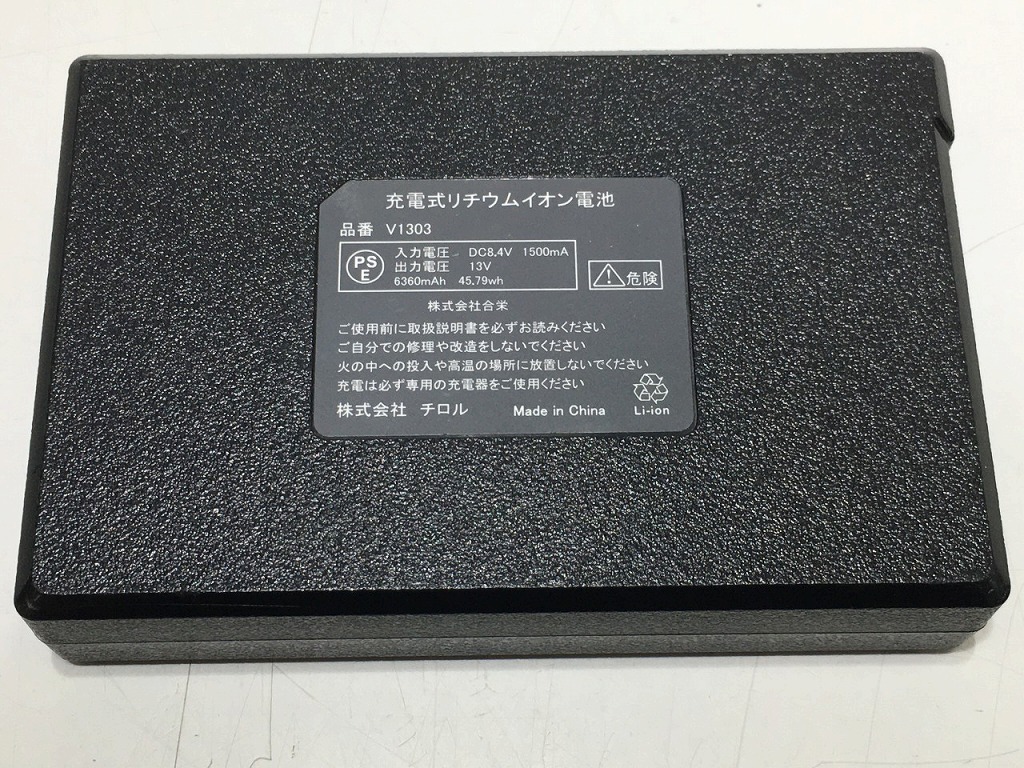 充電式リチウムイオン電池
品番 V1303
PSE
入力電圧 DC8.4V 1500mA
出力電圧 13V
6360mAh 45.79wh
危険
株式会社合栄
ご使用前に取扱説明書を必ずお読みください
ご自分での修理や改造をしないでください
火の中への投入や高温の場所に放置しないでください
充電は必ず専用の充電器をご使用ください
株式会社 チロル Made in China Li-ion